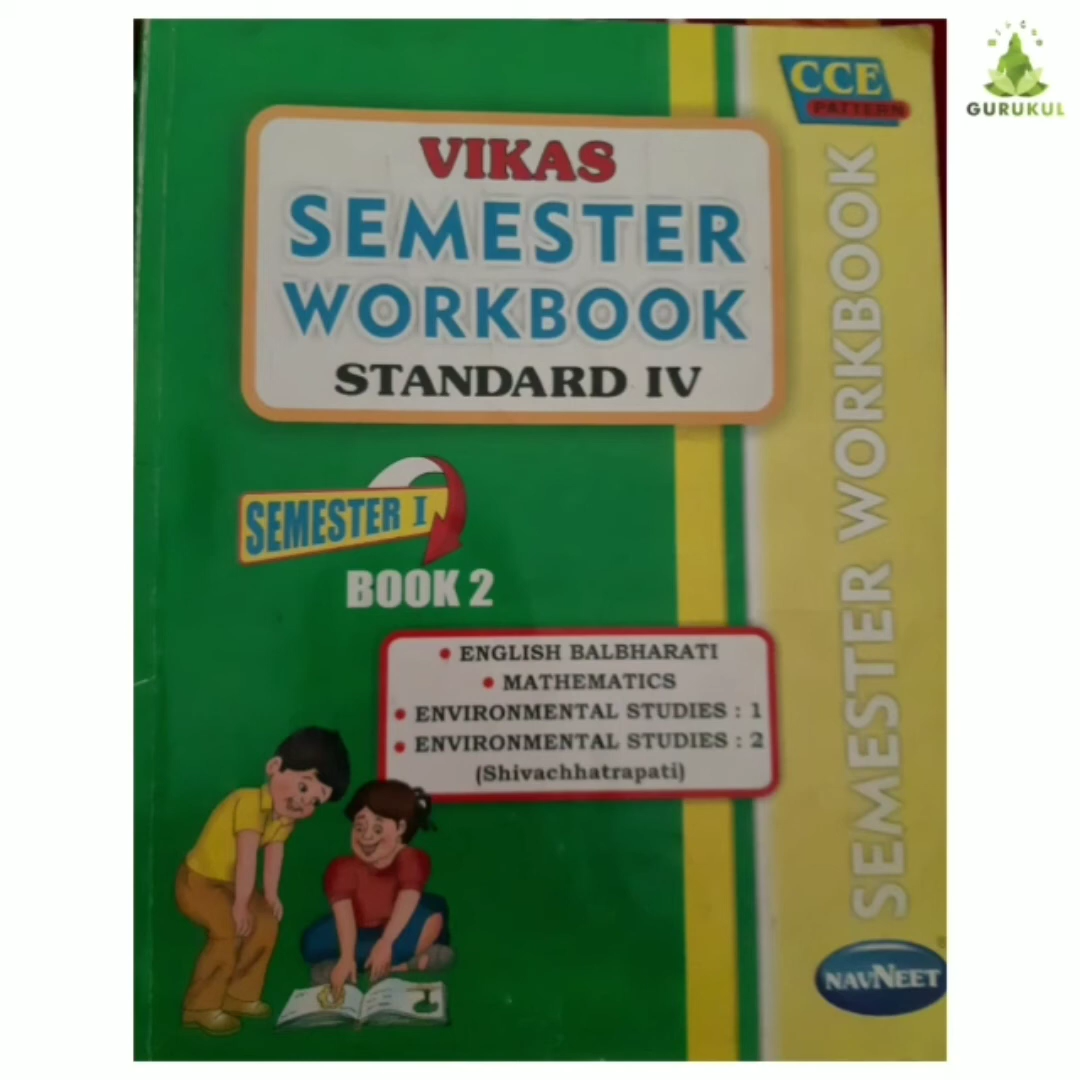 CCE
PATTERN
GURUKUL
VIKAS
SEMESTER
WORKBOOK
STANDARD IV
SEMESTER I
BOOK 2
• ENGLISH BALBHARATI
• MATHEMATICS
• ENVIRONMENTAL STUDIES : 1
• ENVIRONMENTAL STUDIES : 2
(Shivachhatrapati)
SEMESTER WORKBOOK
NAVNEET